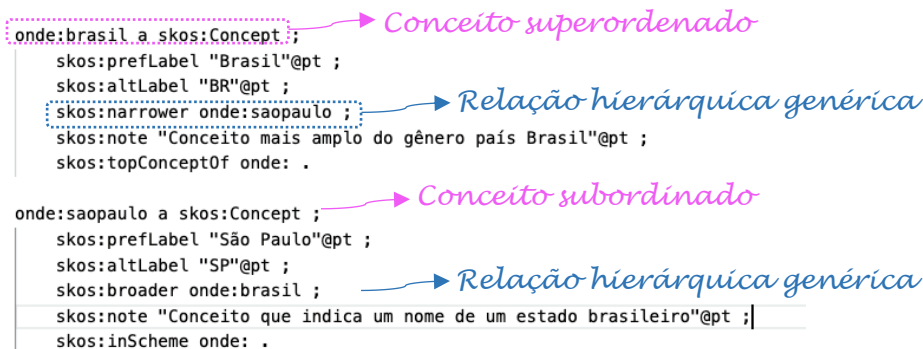 Conceito superordenado
onde:brasil a skos:Concept ;
skos:prefLabel "Brasil"@pt ;
skos:altLabel "BR"@pt ;
skos:narrower onde:saopaulo ;
Relação hierárquica genérica
skos:note "Conceito mais amplo do gênero país Brasil"@pt ;
skos:topConceptOf onde: .
Conceito subordinado
onde:saopaulo a skos:Concept ;
skos:prefLabel "São Paulo"@pt ;
skos:altLabel "SP"@pt ;
skos:broader onde:brasil ;
Relação hierárquica genérica
skos:note "Conceito que indica um nome de um estado brasileiro"@pt ;
skos:inScheme onde: .